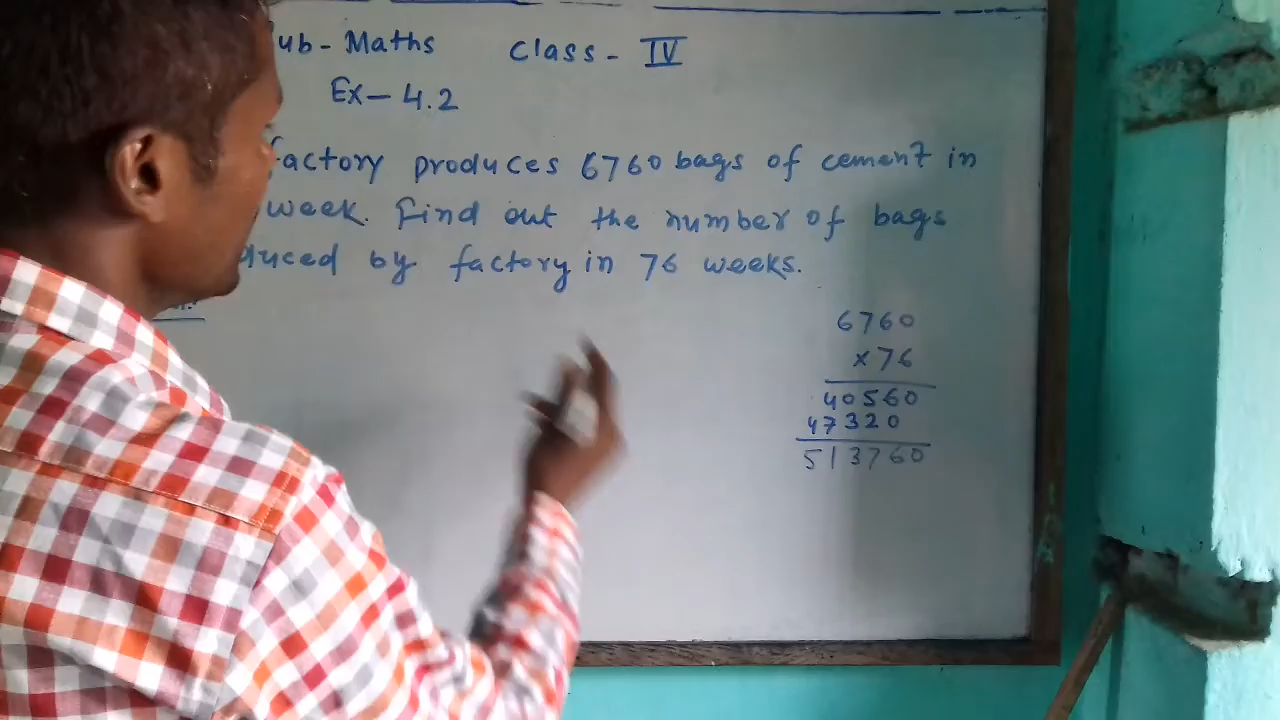 ub - Maths Class - IV
Ex - 4.2
factory produces 6760 bags of cement in
week. Find out the number of bags
duced by factory in 76 weeks.
6760
× 76
40560
47320
513760